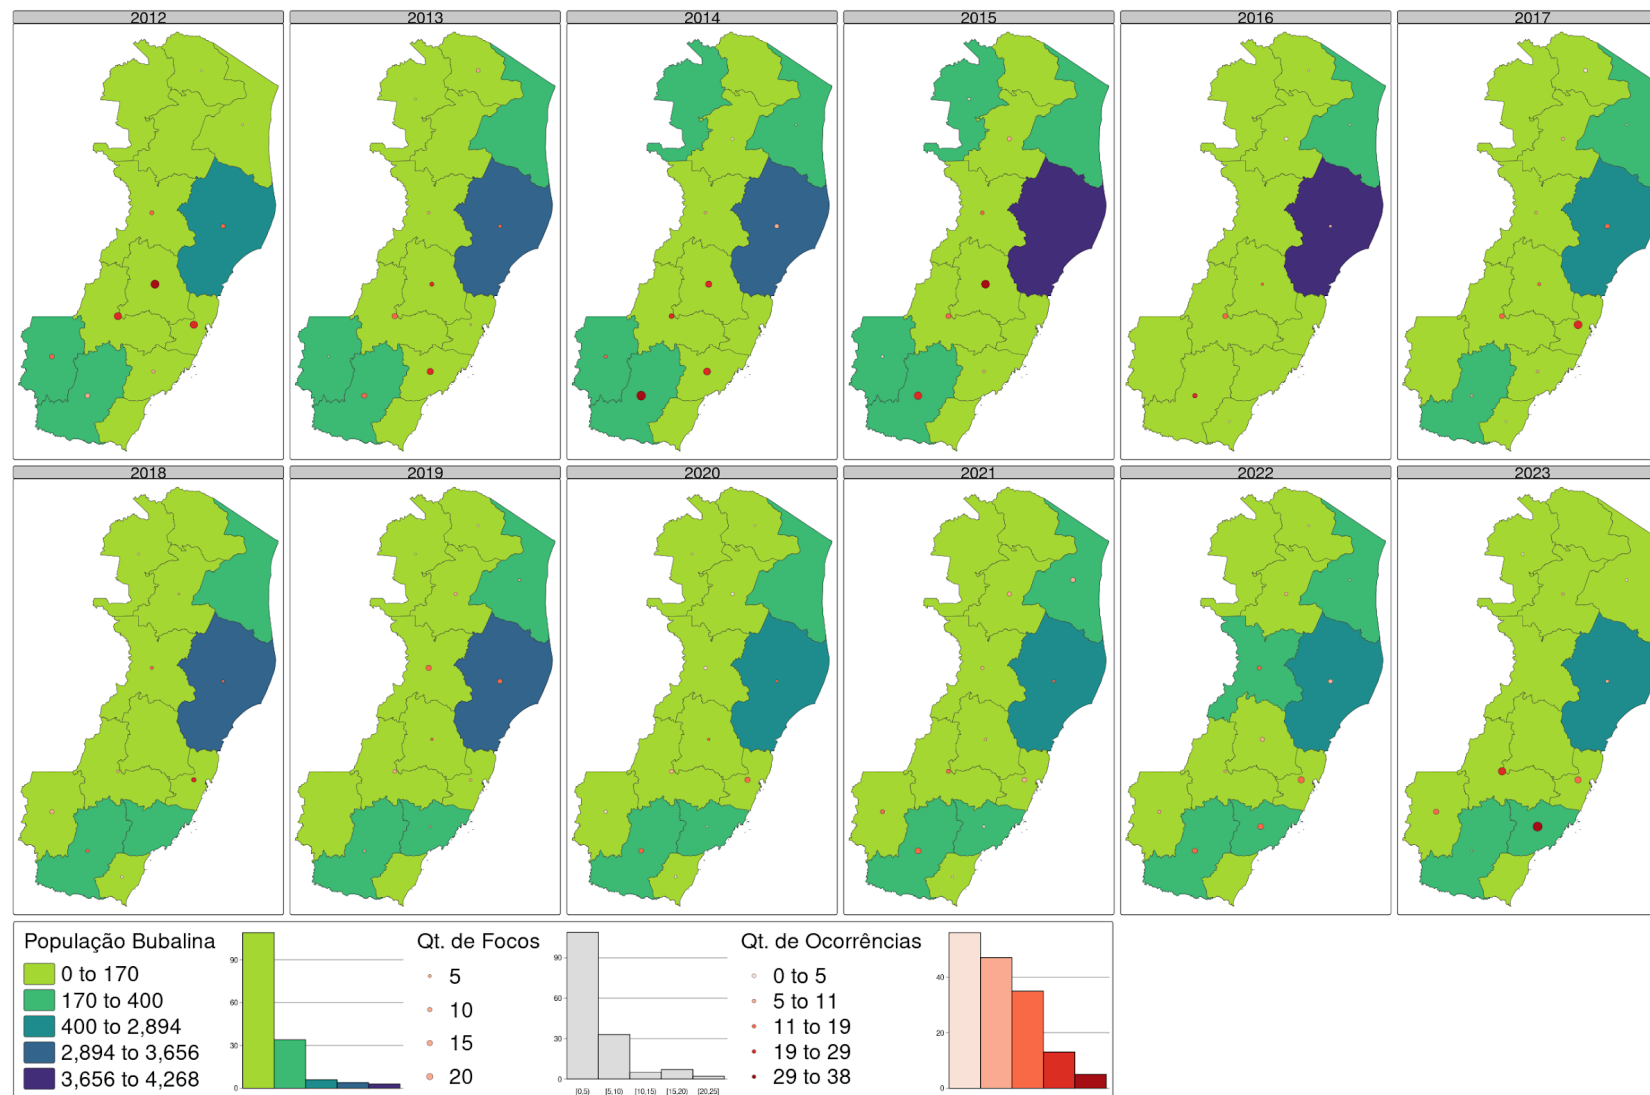 2012 2013 2014 2015 2016 2017
2018 2019 2020 2021 2022 2023
População Bubalina
0 to 170
170 to 400
400 to 2,894
2,894 to 3,656
3,656 to 4,268
90
60
30
0
Qt. de Focos
5
10
15
20
90
60
30
0
[0,5) [5,10) [10,15) [15,20) [20,25]
Qt. de Ocorrências
0 to 5
5 to 11
11 to 19
19 to 29
29 to 38
40
20
0